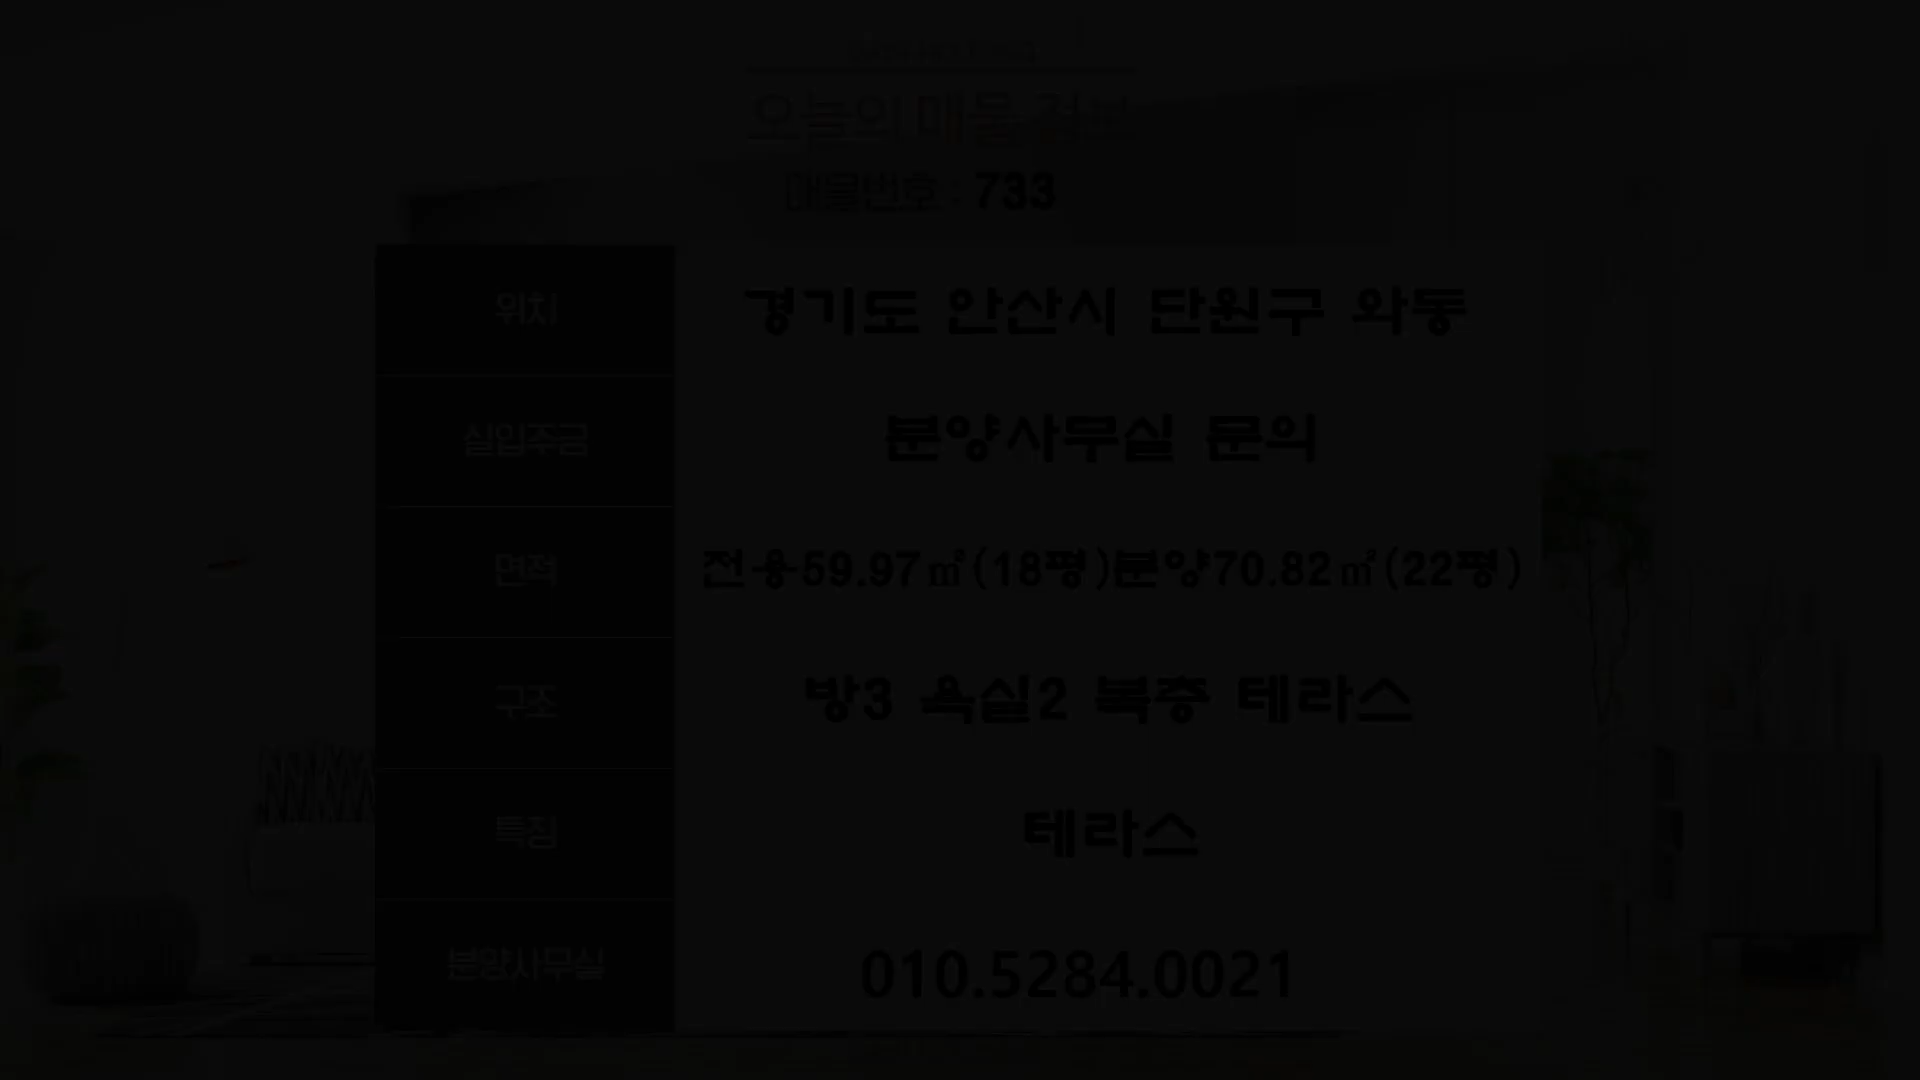 오늘의 매물 정보
매물번호 : 733
위치
경기도 안산시 단원구 와동
실입주금
분양사무실 문의
면적
전용59.97㎡(18평)분양70.82㎡(22평)
구조
방3 욕실2 복층 테라스
특징
테라스
분양사무실
010.5284.0021